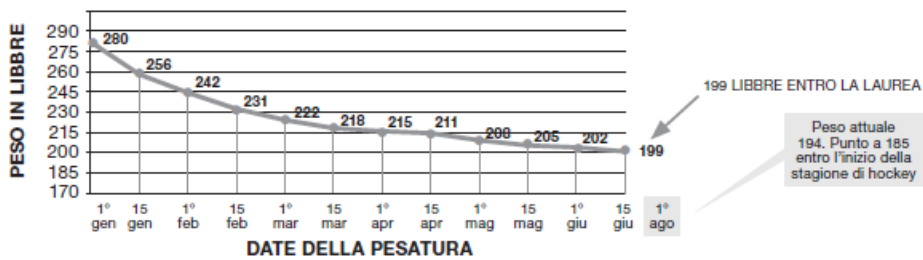 PESO IN LIBBRE
290
275
260
245
230
215
200
185
170
280
256
242
231
222
218
215
211
208
205
202
199
199 LIBBRE ENTRO LA LAUREA
Peso attuale
194. Punto a 185
entro l'inizio della
stagione di hockey
1° 15 1° 15 1° 15 1° 15 1° 15 1° 15 1°
gen gen feb feb mar mar apr apr mag mag giu giu ago
DATE DELLA PESATURA